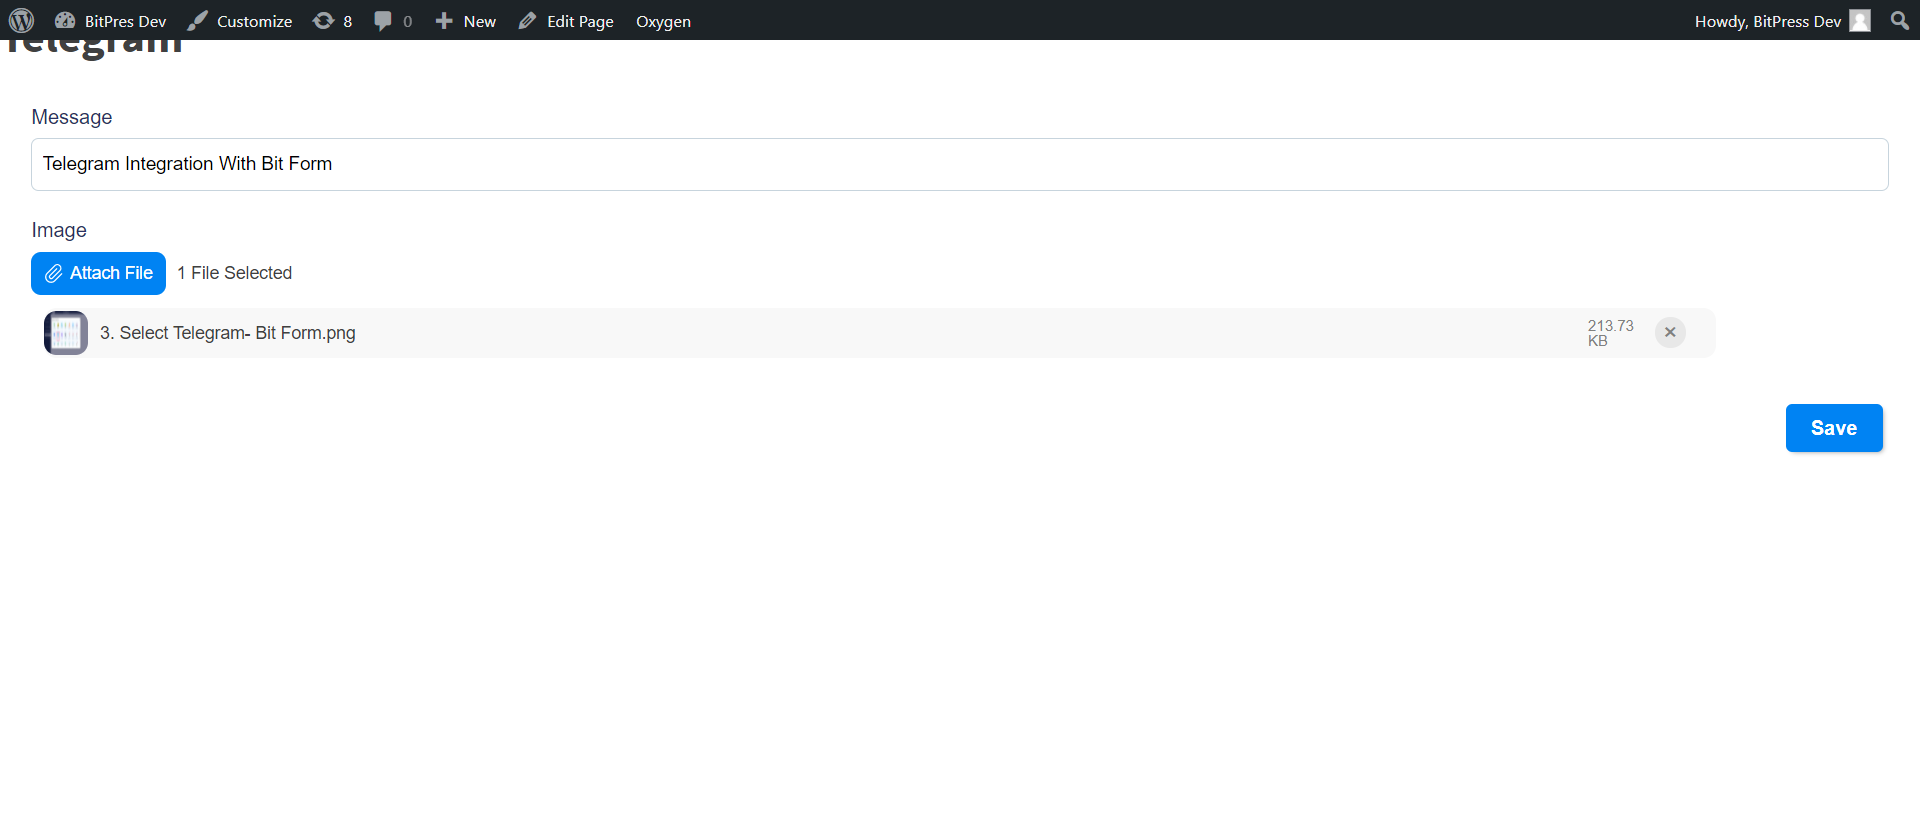 BitPres Dev Customize 8 0 New Edit Page Oxygen Howdy, BitPress Dev
Telegram
Message
Telegram Integration With Bit Form
Image
Attach File 1 File Selected
3. Select Telegram- Bit Form.png 213.73
KB
Save